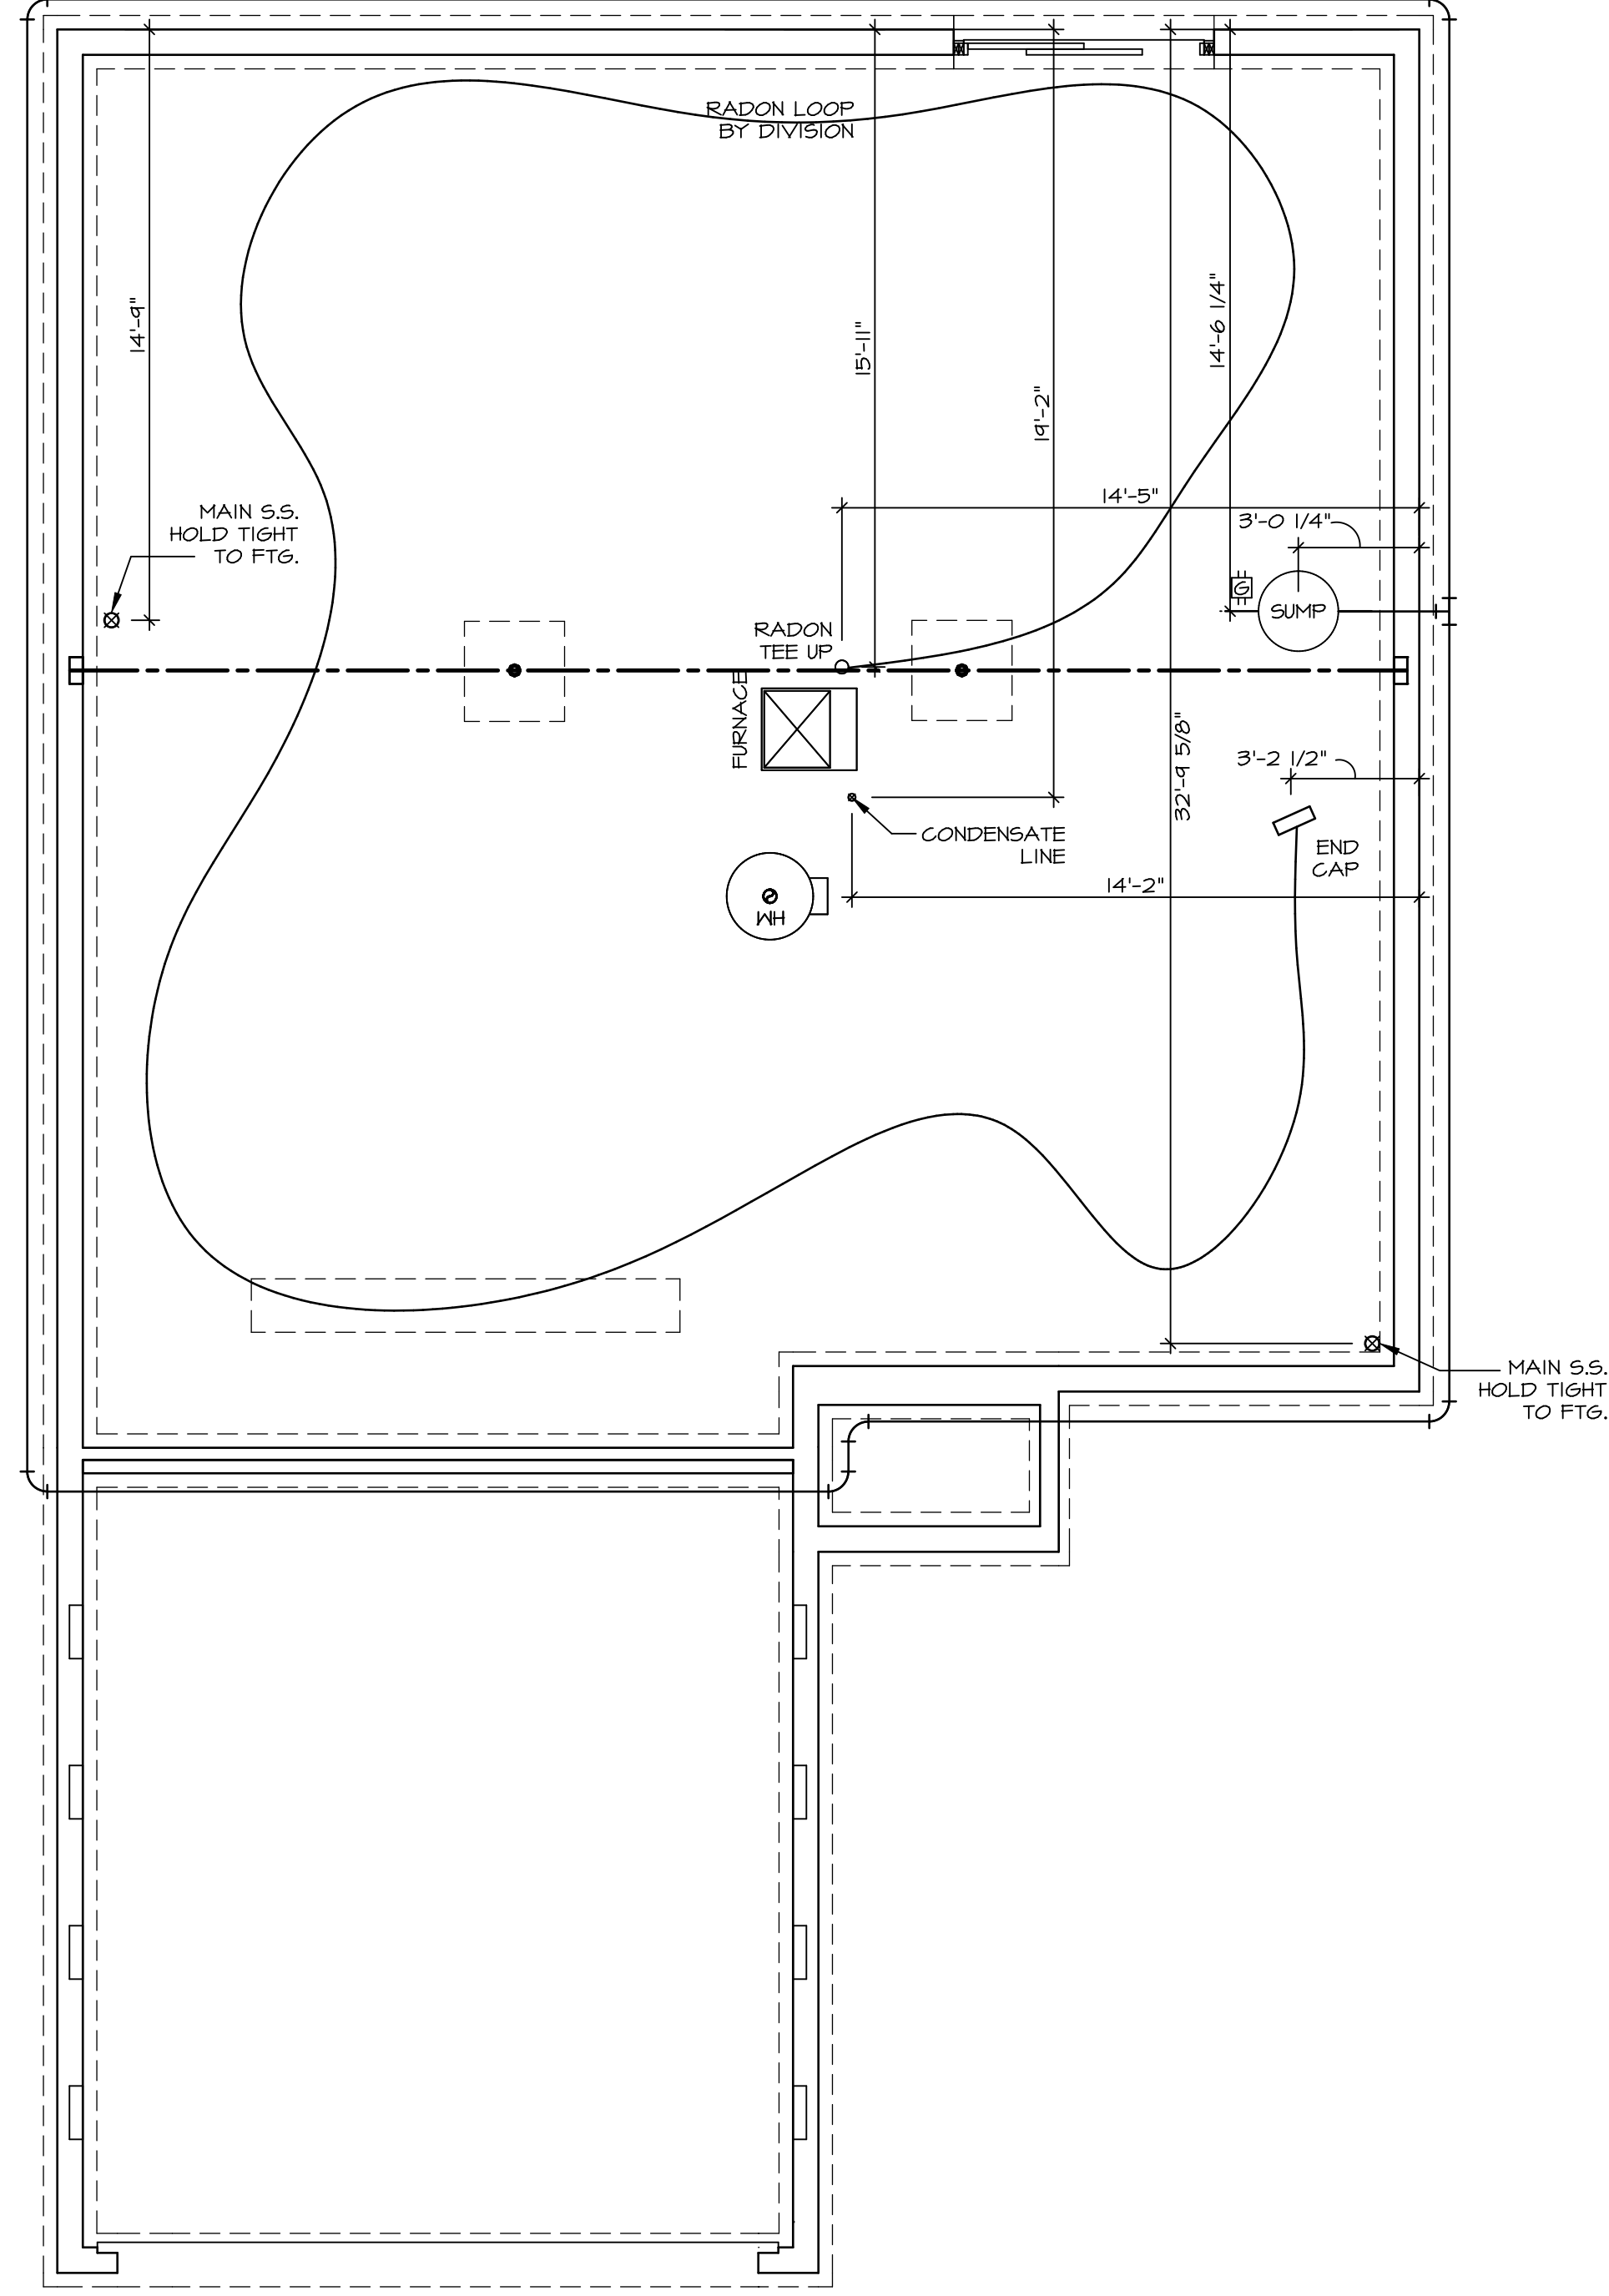 RADON LOOP
BY DIVISION
14'-9"
15'-11"
19'-2"
14'-6 1/4"
14'-5"
3'-0 1/4"
MAIN S.S.
HOLD TIGHT
TO FTG.
G
SUMP
RADON
TEE UP
FURNACE
32'-9 5/8"
3'-2 1/2"
CONDENSATE
LINE
END
CAP
14'-2"
WH
MAIN S.S.
HOLD TIGHT
TO FTG.